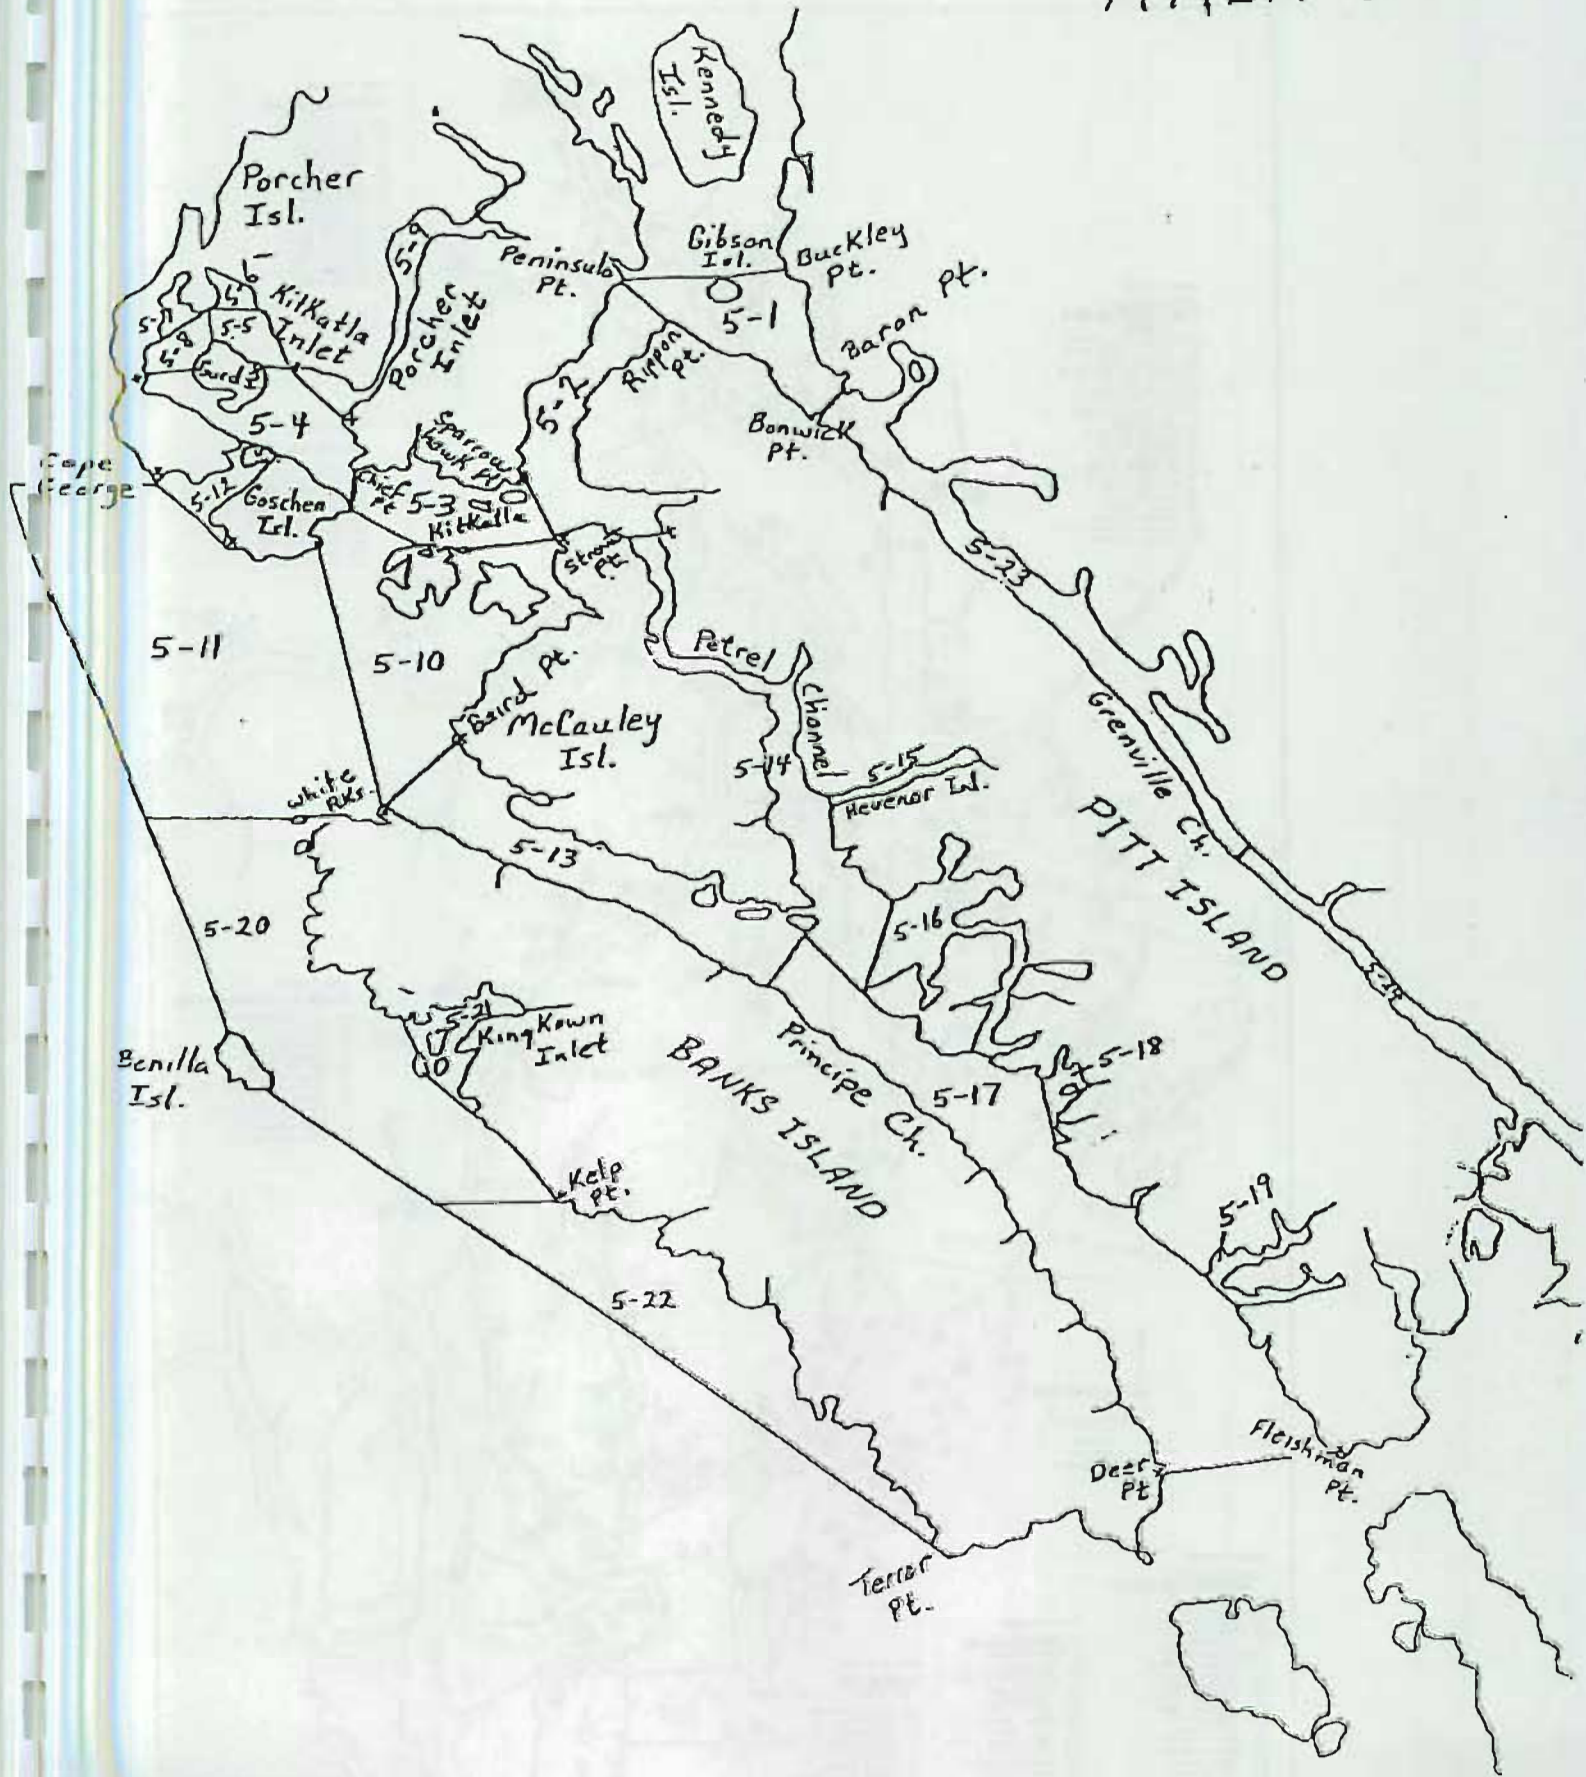 Kennedy
Isl.
Porcher
Isl.
Peninsula
Pt.
Gibson
Isl.
Buckley
Pt.
5-1
Baron Pt.
Kitkatla
Inlet
5-5
5-8
Porcher
Inlet
Rippon
Pt.
5-2
Bonwick
Pt.
5-4
Sparrow
hawk
Chief
Pt
5-3
Kitkatla
Cape
George
5-12
Goschen
Isl.
Strow
Pt.
5-23
5-11
5-10
Petrel
Channel
Baird Pt.
McCauley
Isl.
5-14
5-15
Hevenor Inl.
Grenville Ch.
PITT ISLAND
White
Rks.
5-13
5-16
5-20
5-21
KingKown
Inlet
Benilla
Isl.
BANKS ISLAND
Principe Ch.
5-17
5-18
Kelp
Pt.
5-19
5-22
Deer
Pt
Fleishman
Pt.
Terror
Pt.